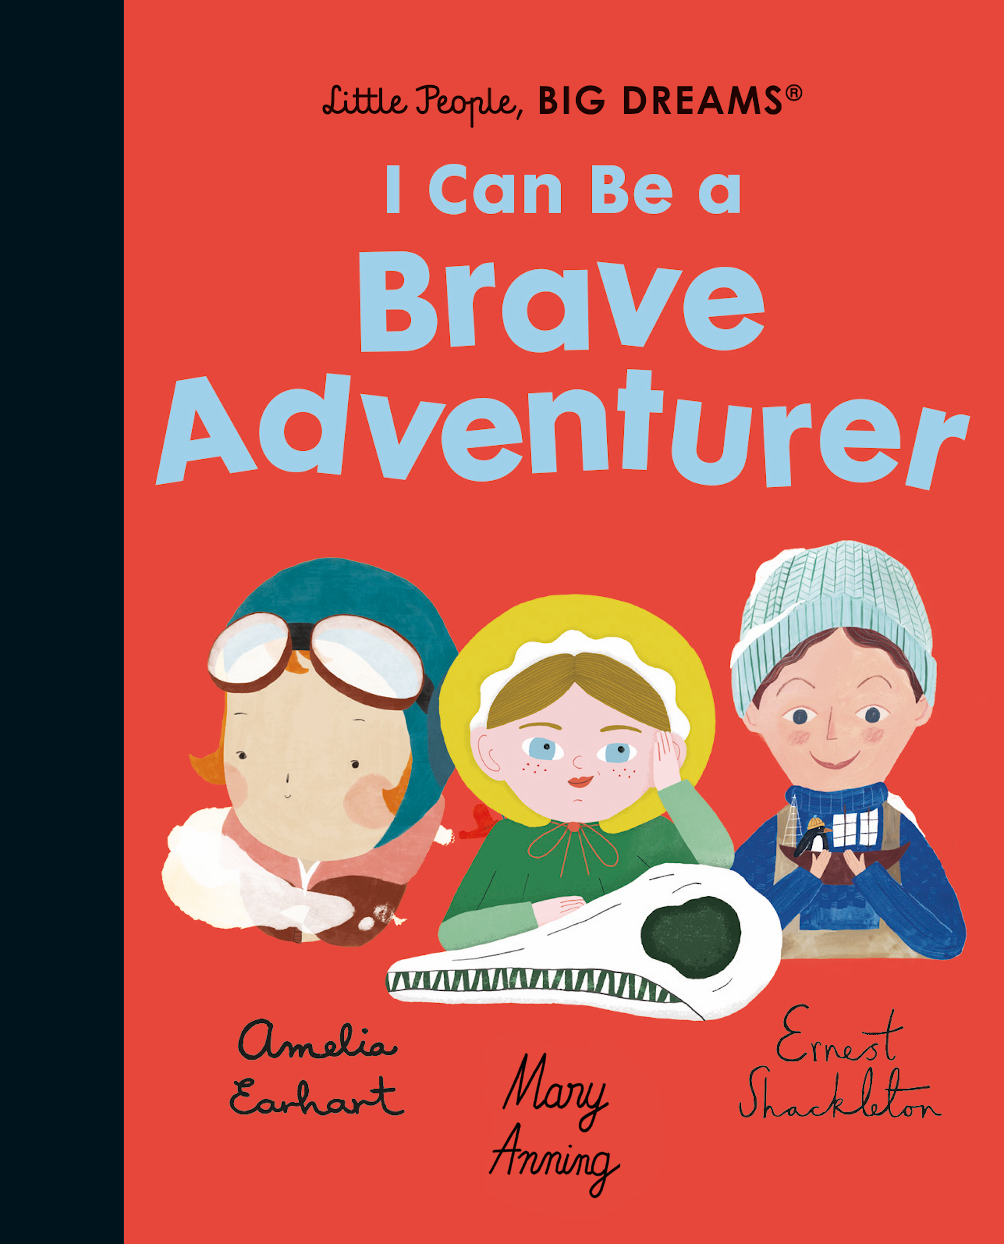 Little People, BIG DREAMS®
I Can Be a
Brave
Adventurer
Amelia
Earhart
Mary
Anning
Ernest
Shackleton